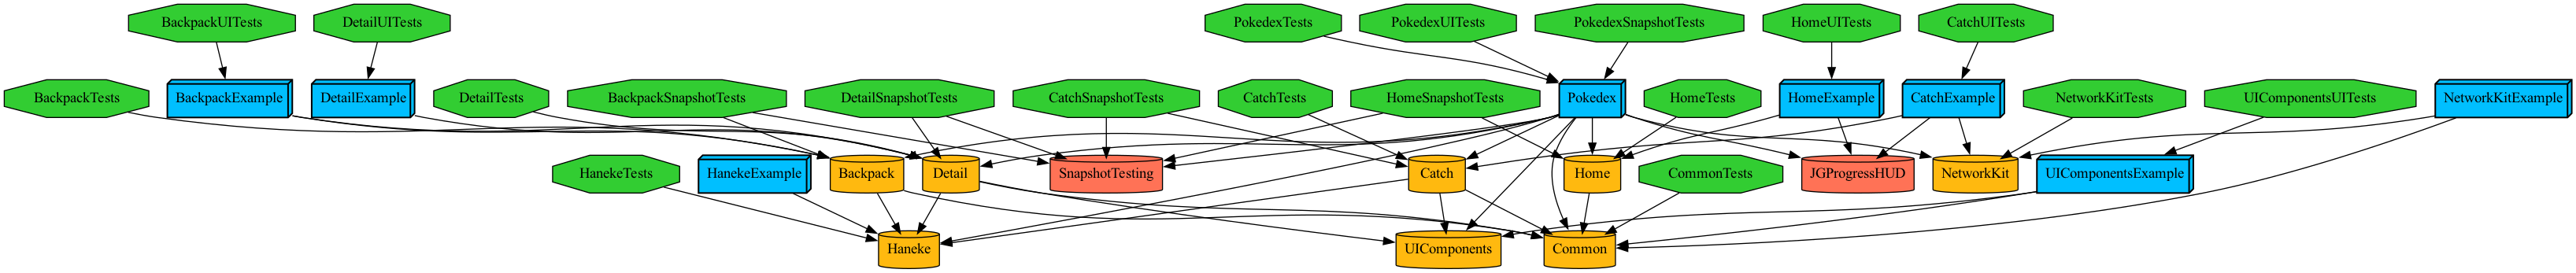 BackpackUITests
DetailUITests
PokedexTests
PokedexUITests
PokedexSnapshotTests
HomeUITests
CatchUITests
BackpackTests
BackpackExample
DetailExample
DetailTests
BackpackSnapshotTests
DetailSnapshotTests
CatchSnapshotTests
CatchTests
HomeSnapshotTests
Pokedex
HomeTests
HomeExample
CatchExample
NetworkKitTests
UIComponentsUITests
NetworkKitExample
HanekeTests
HanekeExample
Backpack
Detail
SnapshotTesting
Catch
Home
CommonTests
JGProgressHUD
NetworkKit
UIComponentsExample
Haneke
UIComponents
Common